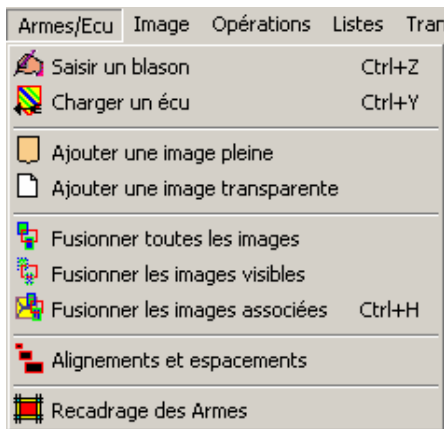 Armes/Ecu Image Opérations Listes Tran
Saisir un blason Ctrl+Z
Charger un écu Ctrl+Y
Ajouter une image pleine
Ajouter une image transparente
Fusionner toutes les images
Fusionner les images visibles
Fusionner les images associées Ctrl+H
Alignements et espacements
Recadrage des Armes